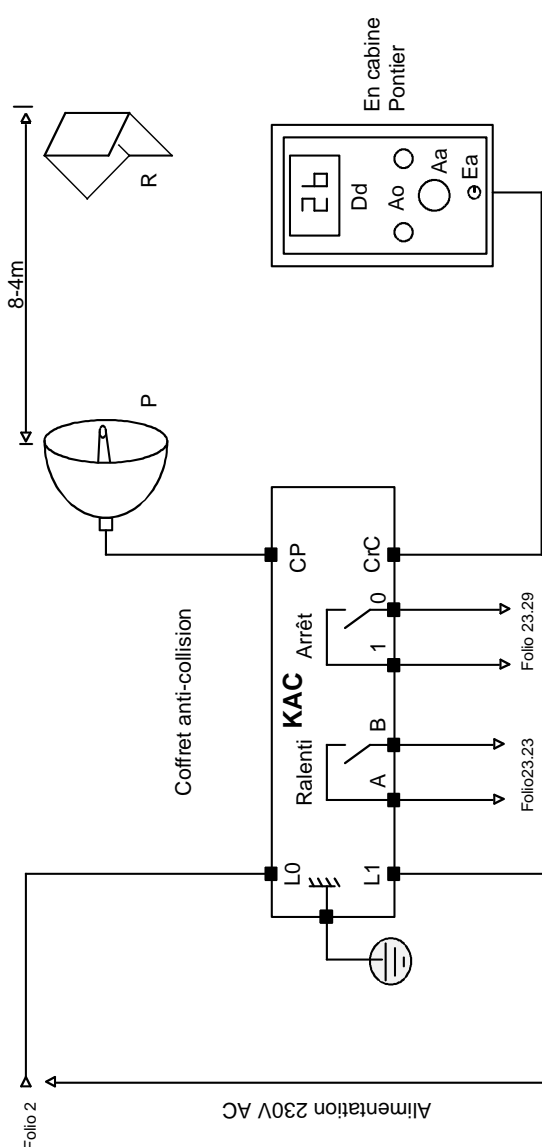 8-4m
R
P
En cabine
Pontier
26
Dd
Ao
Aa
Ea
Coffret anti-collision
CP
CrC
KAC
Arrêt
1
0
Ralenti
A
B
L0
L1
Folio 23.29
Folio23.23
Folio 2
Alimentation 230V AC